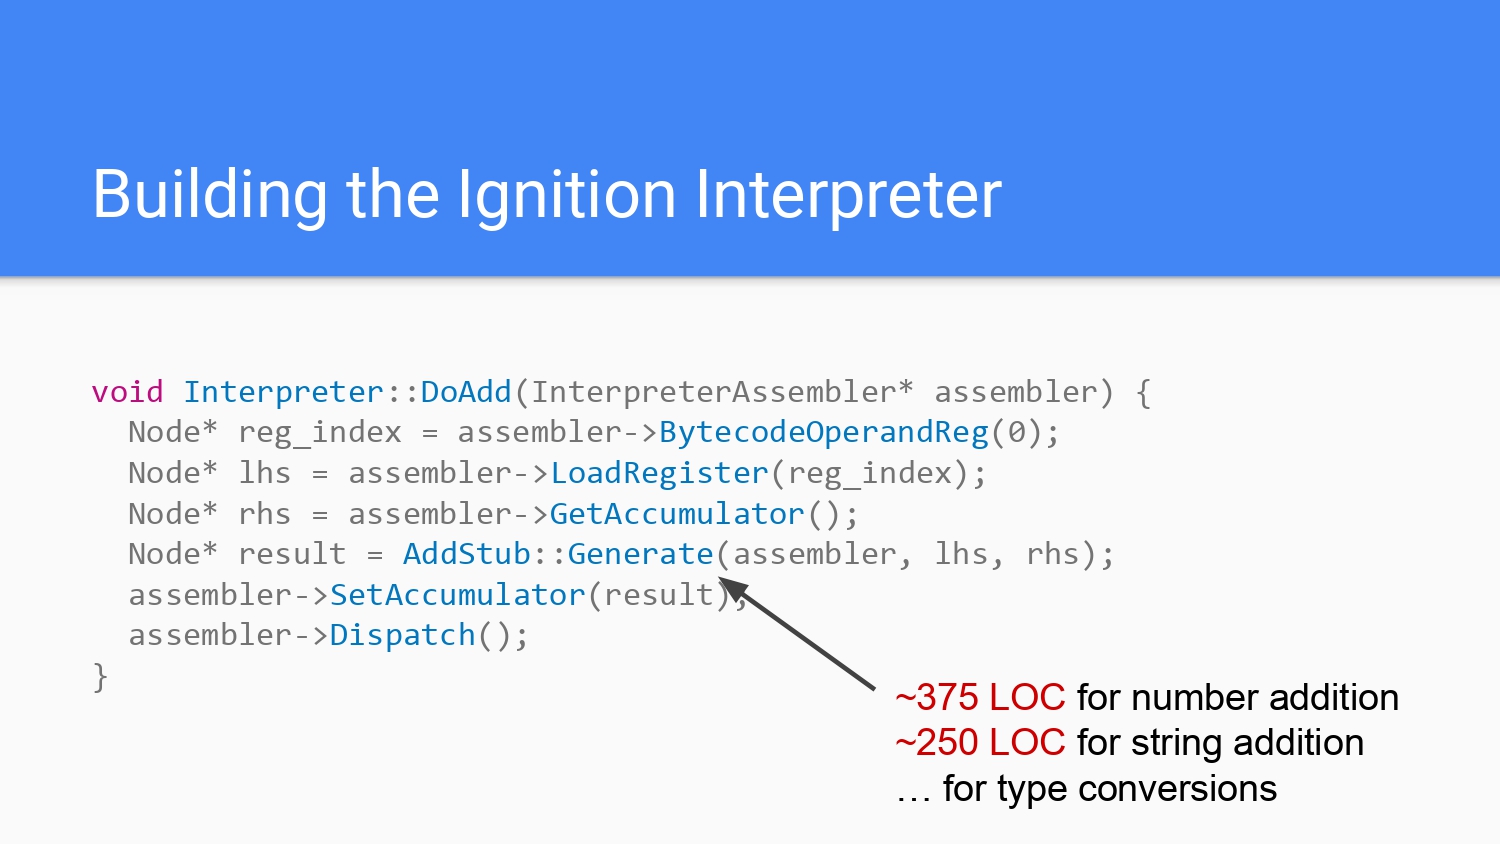 Building the Ignition Interpreter
void Interpreter::DoAdd(InterpreterAssembler* assembler) {
  Node* reg_index = assembler->BytecodeOperandReg(0);
  Node* lhs = assembler->LoadRegister(reg_index);
  Node* rhs = assembler->GetAccumulator();
  Node* result = AddStub::Generate(assembler, lhs, rhs);
  assembler->SetAccumulator(result);
  assembler->Dispatch();
}
~375 LOC for number addition
~250 LOC for string addition
… for type conversions